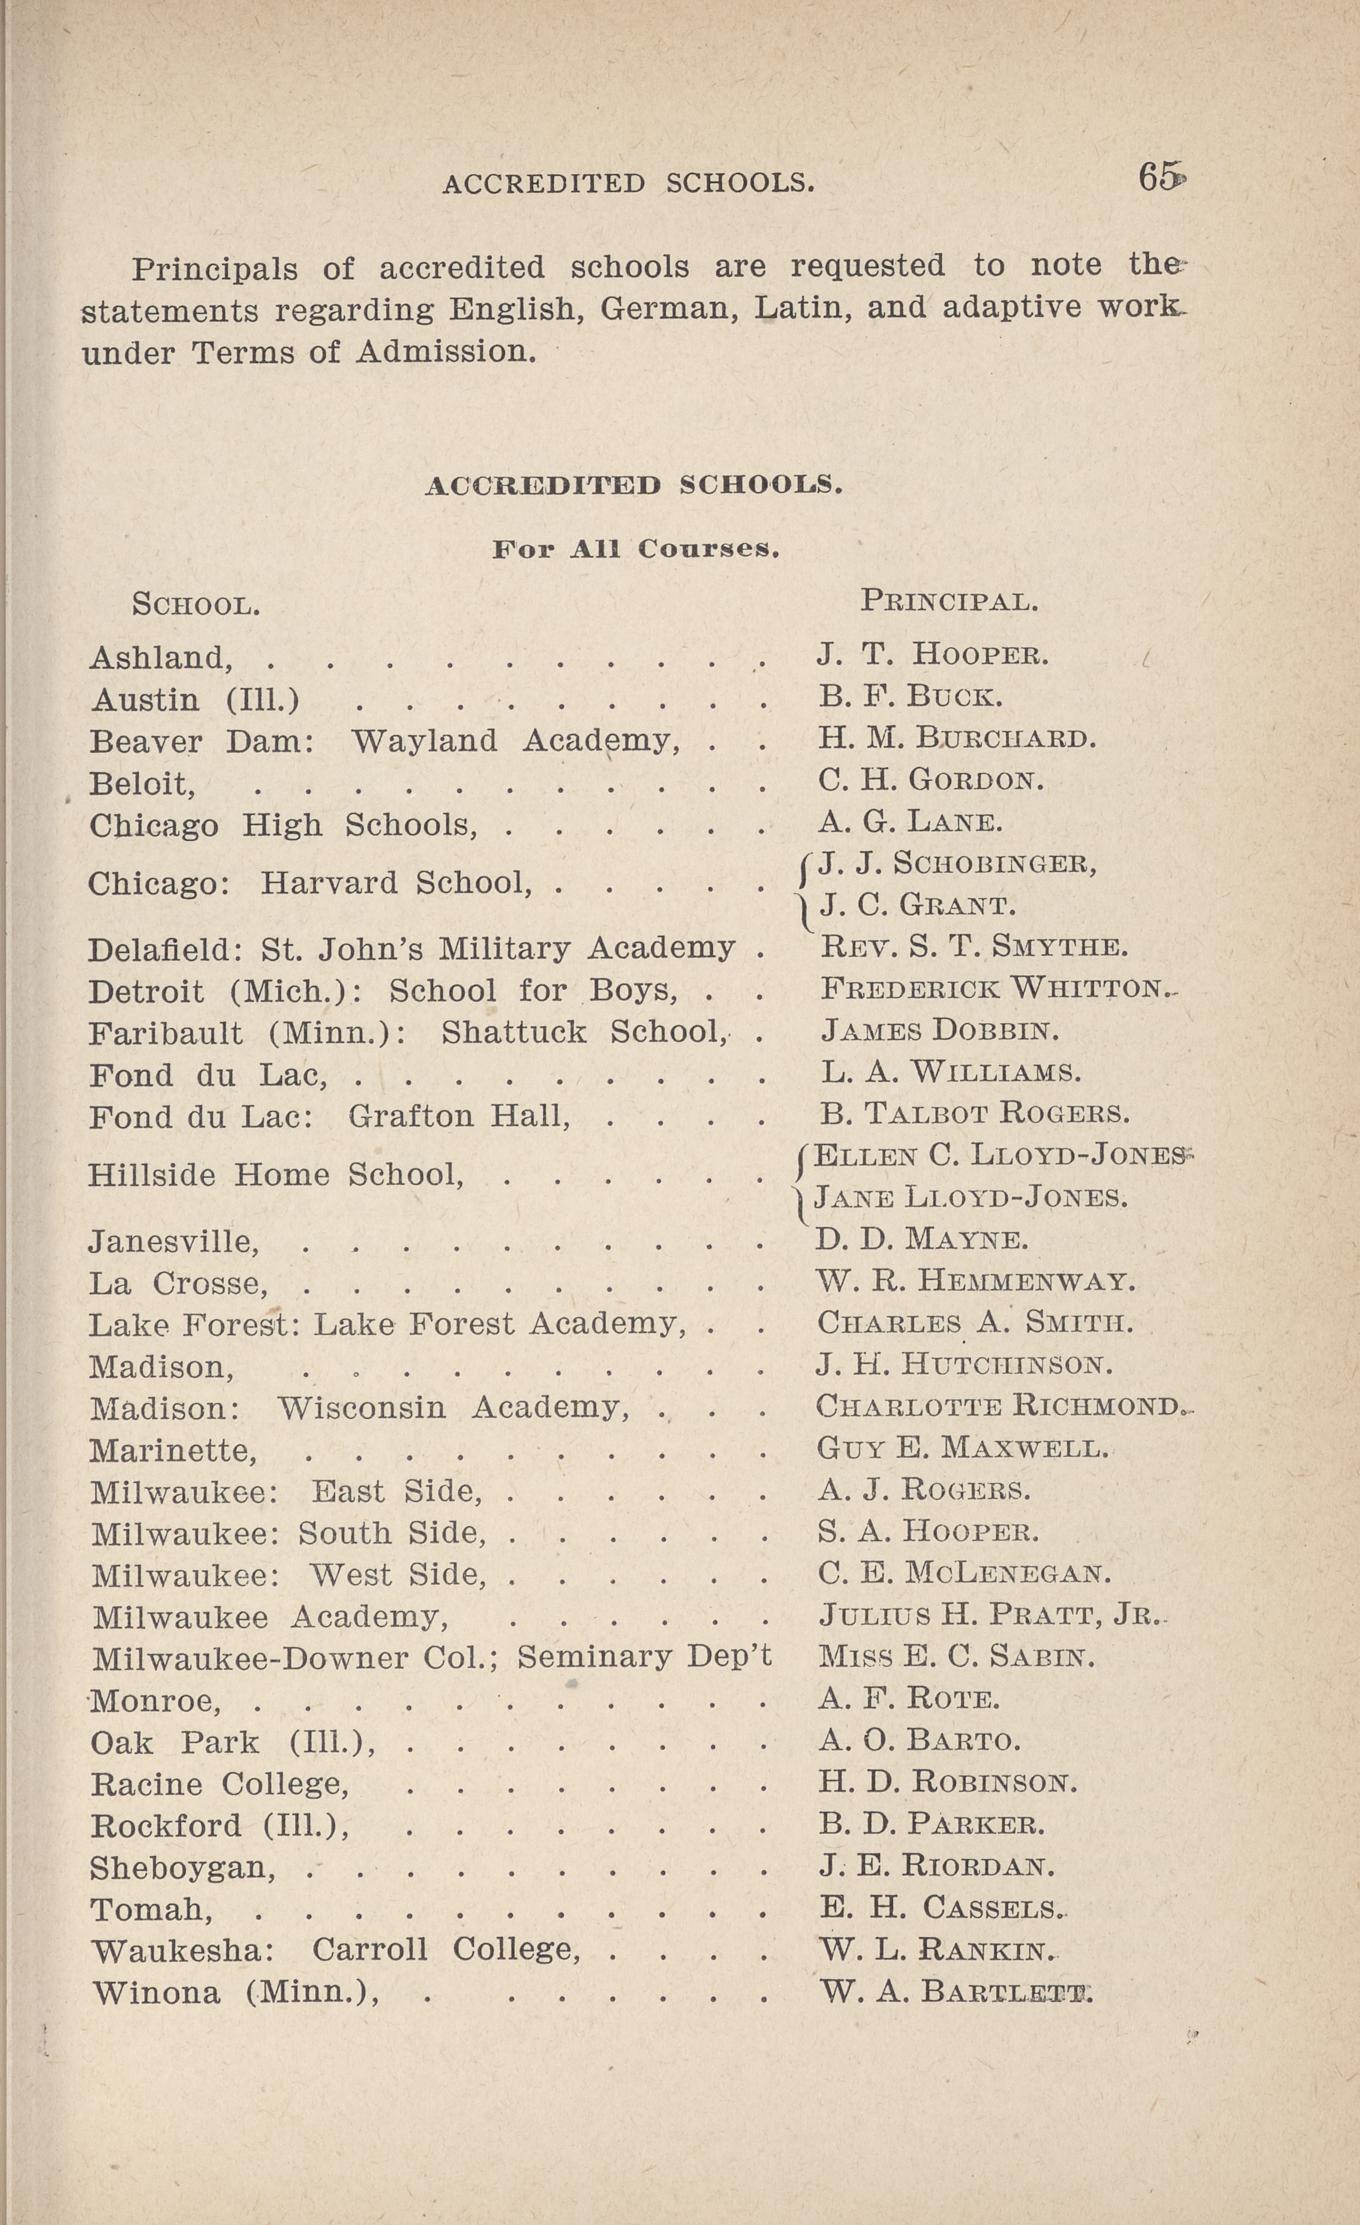 ACCREDITED SCHOOLS. 65
Principals of accredited schools are requested to note the
statements regarding English, German, Latin, and adaptive work
under Terms of Admission.
ACCREDITED SCHOOLS.
For All Courses.
SCHOOL. PRINCIPAL.
Ashland, . . . . . . . . . J. T. HOOPER.
Austin (Ill.) . . . . . . . . . B. F. BUCK.
Beaver Dam: Wayland Academy, . . H. M. BURCHARD.
Beloit, . . . . . . . . . . . C. H. GORDON.
Chicago High Schools, . . . . . . A. G. LANE.
Chicago: Harvard School, . . . . . { J. J. SCHOBINGER,
J. C. GRANT.
Delafield: St. John's Military Academy . REV. S. T. SMYTHE.
Detroit (Mich.): School for Boys, . . FREDERICK WHITTON.
Faribault (Minn.): Shattuck School, . JAMES DOBBIN.
Fond du Lac, . . . . . . . . . L. A. WILLIAMS.
Fond du Lac: Grafton Hall, . . . . B. TALBOT ROGERS.
Hillside Home School, . . . . . . { ELLEN C. LLOYD-JONES
JANE LLOYD-JONES.
Janesville, . . . . . . . . . . D. D. MAYNE.
La Crosse, . . . . . . . . . . W. R. HEMMENWAY.
Lake Forest: Lake Forest Academy, . . CHARLES A. SMITH.
Madison, . . . . . . . . . . J. H. HUTCHINSON.
Madison: Wisconsin Academy, . . . CHARLOTTE RICHMOND.
Marinette, . . . . . . . . . . GUY E. MAXWELL.
Milwaukee: East Side, . . . . . . A. J. ROGERS.
Milwaukee: South Side, . . . . . . S. A. HOOPER.
Milwaukee: West Side, . . . . . . C. E. MCLENEGAN.
Milwaukee Academy, . . . . . . JULIUS H. PRATT, JR.
Milwaukee-Downer Col.; Seminary Dep't MISS E. C. SABIN.
Monroe, . . . . . . . . . . . A. F. ROTE.
Oak Park (Ill.), . . . . . . . . A. O. BARTO.
Racine College, . . . . . . . . H. D. ROBINSON.
Rockford (Ill.), . . . . . . . . B. D. PARKER.
Sheboygan, . . . . . . . . . . J. E. RIORDAN.
Tomah, . . . . . . . . . . . E. H. CASSELS.
Waukesha: Carroll College, . . . . W. L. RANKIN.
Winona (Minn.), . . . . . . . W. A. BARTLETT.